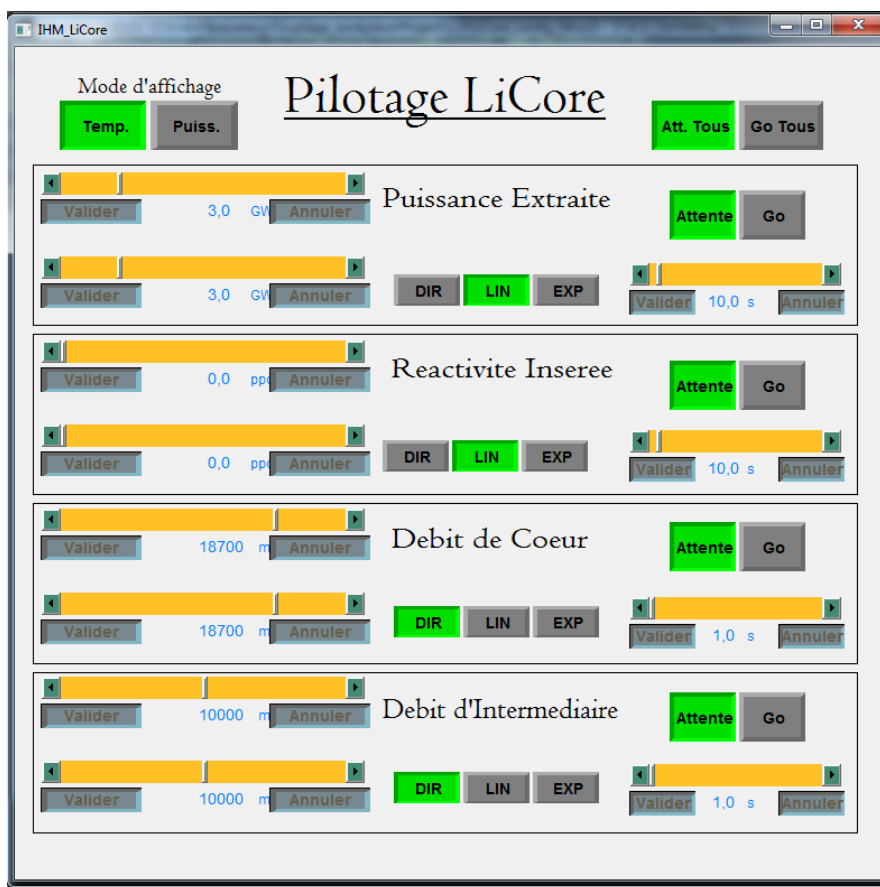 IHM_LiCore
Mode d'affichage
Pilotage LiCore
Temp. Puiss. Att. Tous Go Tous
Puissance Extraite
Valider 3,0 GW Annuler Attente Go
DIR LIN EXP
Valider 3,0 GW Annuler Valider 10,0 s Annuler
Reactivite Inseree
Valider 0,0 Annuler Attente Go
DIR LIN EXP
Valider 0,0 Annuler Valider 10,0 s Annuler
Debit de Coeur
Valider 18700 Annuler Attente Go
DIR LIN EXP
Valider 18700 Annuler Valider 1,0 s Annuler
Debit d'Intermediaire
Valider 10000 Annuler Attente Go
DIR LIN EXP
Valider 10000 Annuler Valider 1,0 s Annuler